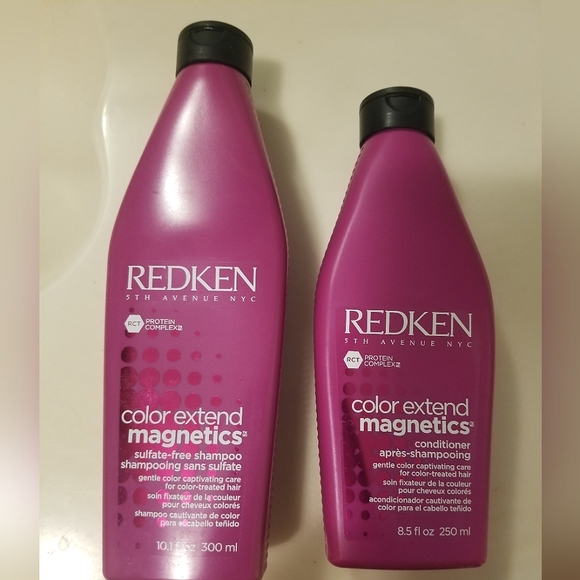 REDKEN
5TH AVENUE NYC
RCT PROTEIN
COMPLEX
color extend
magnetics
sulfate-free shampoo
shampooing sans sulfate
gentle color captivating care
for color-treated hair
soin fixateur de la couleur
pour cheveux colorés
shampoo cautivante de color
para el cabello teñido
10.1 fl oz 300 ml
REDKEN
5TH AVENUE NYC
RCT PROTEIN
COMPLEX
color extend
magnetics
conditioner
après-shampooing
gentle color captivating care
for color-treated hair
soin fixateur de la couleur
pour cheveux colorés
acondicionador cautivante de
color para el cabello teñido
8.5 fl oz 250 ml